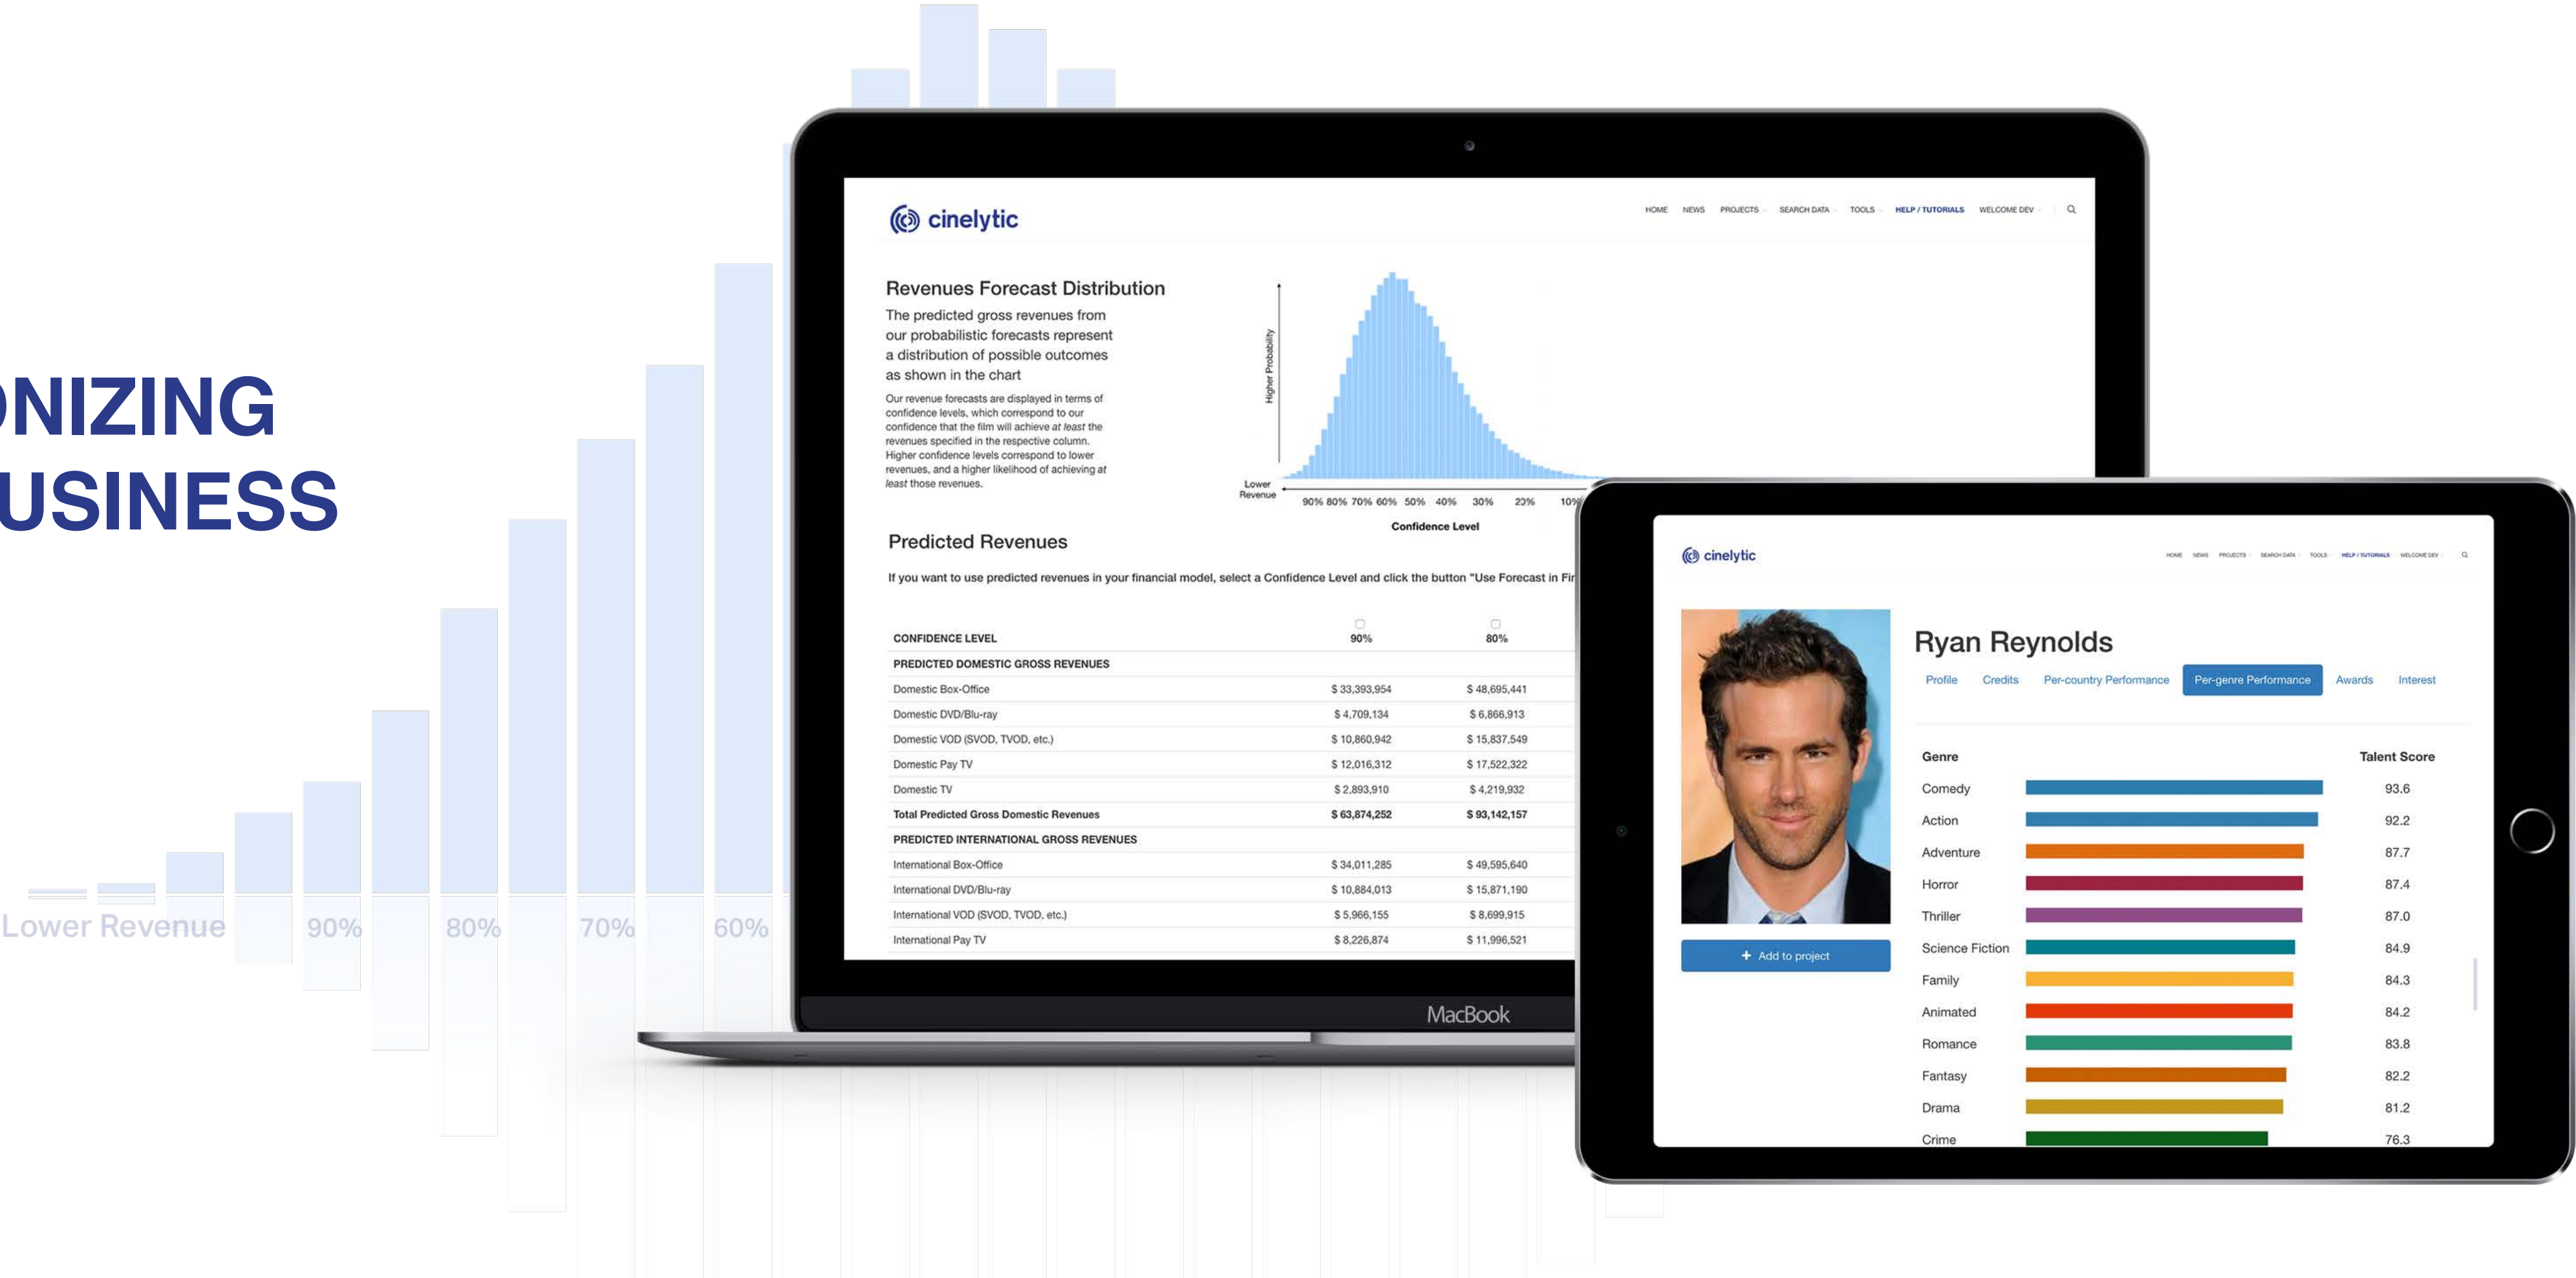 ONIZING
USINESS
Lower Revenue 90% 80% 70% 60%
cinelytic
HOME NEWS PROJECTS SEARCH DATA TOOLS HELP / TUTORIALS WELCOME DEV
Revenues Forecast Distribution
The predicted gross revenues from
our probabilistic forecasts represent
a distribution of possible outcomes
as shown in the chart
Our revenue forecasts are displayed in terms of
confidence levels, which correspond to our
confidence that the film will achieve at least the
revenues specified in the respective column.
Higher confidence levels correspond to lower
revenues, and a higher likelihood of achieving at
least those revenues.
Higher Probability
Lower
Revenue
90% 80% 70% 60% 50% 40% 30% 20% 10%
Confidence Level
Predicted Revenues
If you want to use predicted revenues in your financial model, select a Confidence Level and click the button "Use Forecast in
CONFIDENCE LEVEL 90% 80%
PREDICTED DOMESTIC GROSS REVENUES
Domestic Box-Office $ 33,393,954 $ 48,695,441
Domestic DVD/Blu-ray $ 4,709,134 $ 6,866,913
Domestic VOD (SVOD, TVOD, etc.) $ 10,860,942 $ 15,837,549
Domestic Pay TV $ 12,016,312 $ 17,522,322
Domestic TV $ 2,893,910 $ 4,219,932
Total Predicted Gross Domestic Revenues $ 63,874,252 $ 93,142,157
PREDICTED INTERNATIONAL GROSS REVENUES
International Box-Office $ 34,011,285 $ 49,595,640
International DVD/Blu-ray $ 10,884,013 $ 15,871,190
International VOD (SVOD, TVOD, etc.) $ 5,966,155 $ 8,699,915
International Pay TV $ 8,226,874 $ 11,996,521
MacBook
cinelytic
HOME NEWS PROJECTS SEARCH DATA TOOLS HELP / TUTORIALS WELCOME DEV
Ryan Reynolds
Profile Credits Per-country Performance Per-genre Performance Awards Interest
+ Add to project
Genre Talent Score
Comedy 93.6
Action 92.2
Adventure 87.7
Horror 87.4
Thriller 87.0
Science Fiction 84.9
Family 84.3
Animated 84.2
Romance 83.8
Fantasy 82.2
Drama 81.2
Crime 76.3